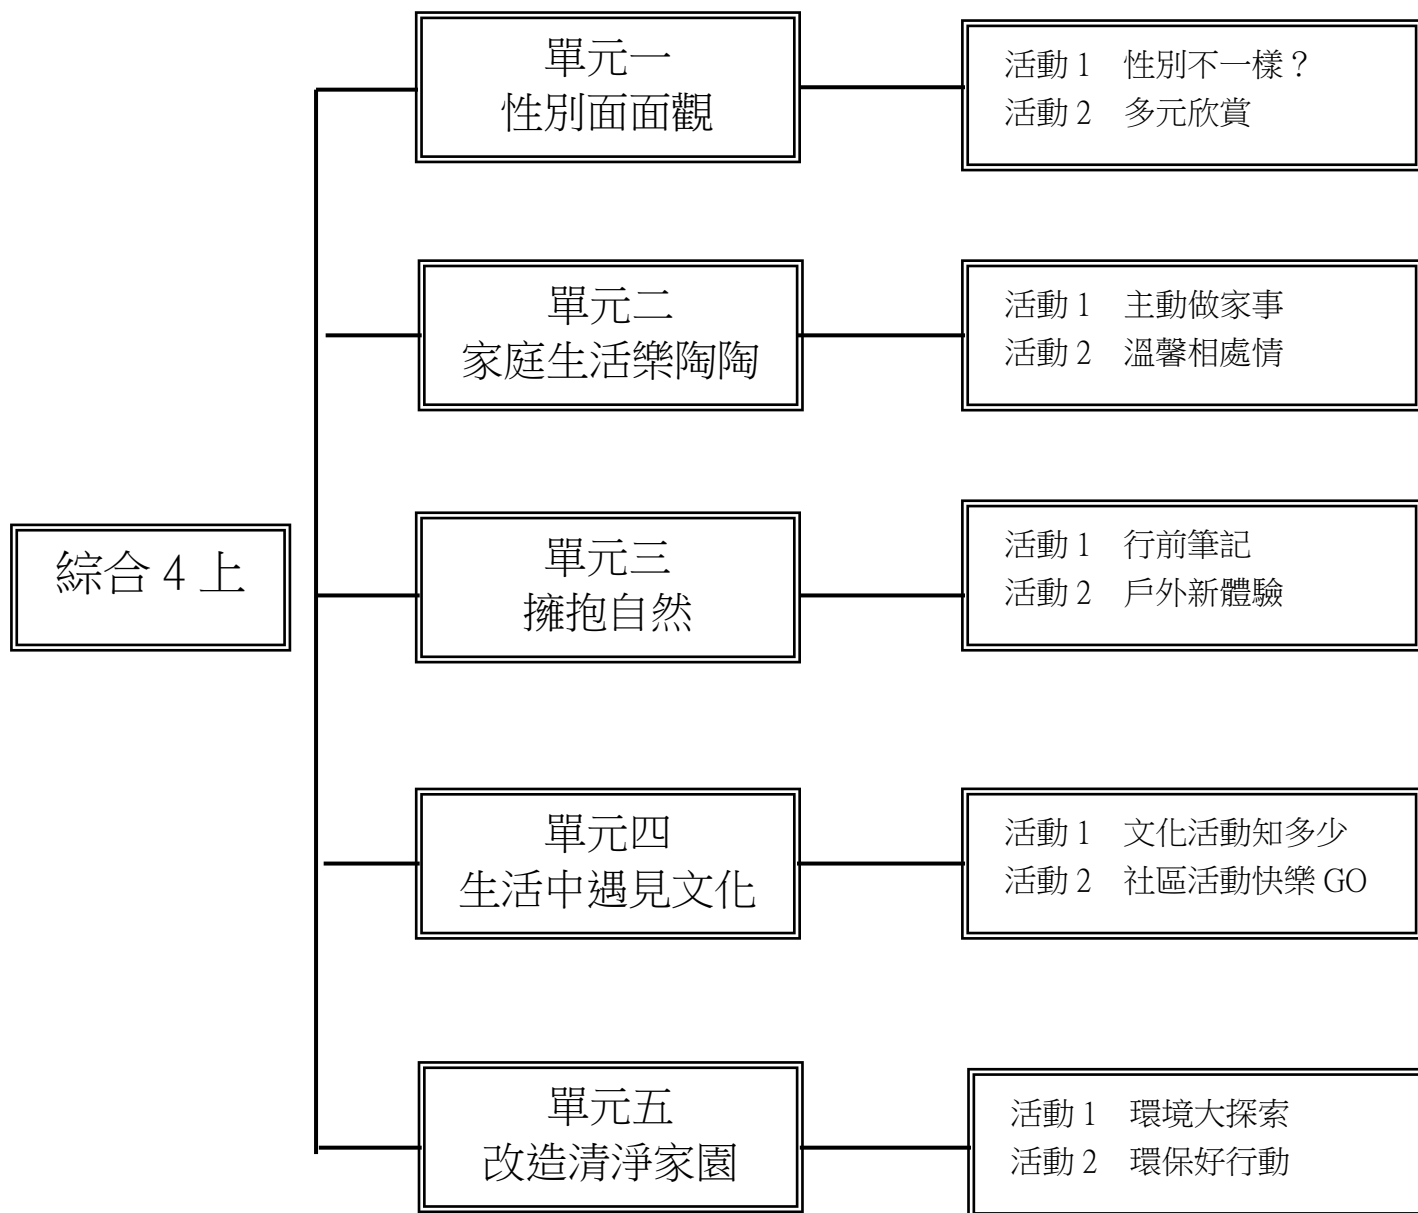 綜合 4 上
單元一
性別面面觀
活動 1　性別不一樣？
活動 2　多元欣賞
單元二
家庭生活樂陶陶
活動 1　主動做家事
活動 2　溫馨相處情
單元三
擁抱自然
活動 1　行前筆記
活動 2　戶外新體驗
單元四
生活中遇見文化
活動 1　文化活動知多少
活動 2　社區活動快樂 GO
單元五
改造清淨家園
活動 1　環境大探索
活動 2　環保好行動